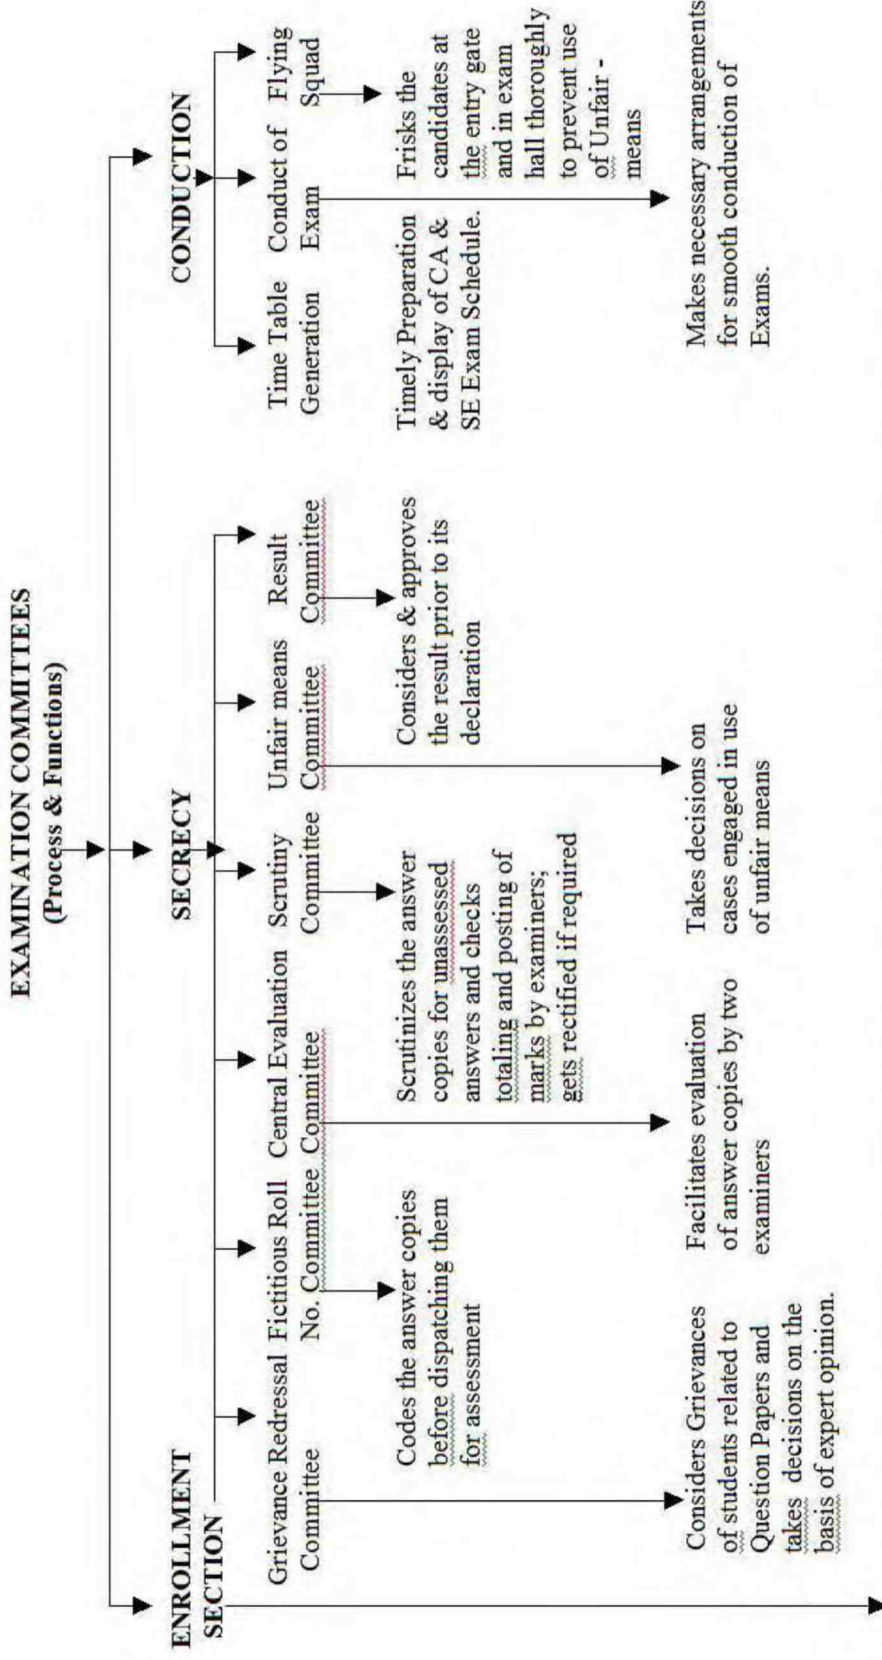 EXAMINATION COMMITTEES
(Process & Functions)
ENROLLMENT
SECTION
SECRECY
CONDUCTION
Grievance Redressal
Committee
Fictitious Roll
No. Committee
Central Evaluation
Committee
Scrutiny
Committee
Unfair means
Committee
Result
Committee
Time Table
Generation
Conduct of
Exam
Flying
Squad
Codes the answer copies
before dispatching them
for assessment
Scrutinizes the answer
copies for unassessed
answers and checks
totaling and posting of
marks by examiners;
gets rectified if required
Considers & approves
the result prior to its
declaration
Timely Preparation
& display of CA &
SE Exam Schedule.
Frisks the
candidates at
the entry gate
and in exam
hall thoroughly
to prevent use
of Unfair -
means
Considers Grievances
of students related to
Question Papers and
takes decisions on the
basis of expert opinion.
Facilitates evaluation
of answer copies by two
examiners
Takes decisions on
cases engaged in use
of unfair means
Makes necessary arrangements
for smooth conduction of
Exams.